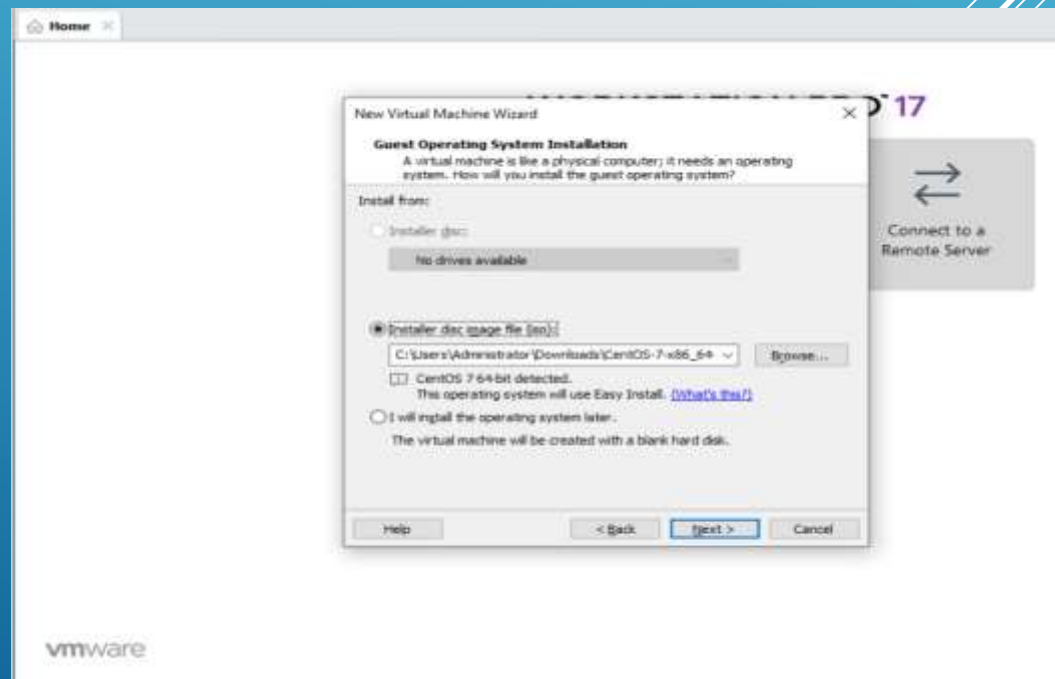 Home
17
New Virtual Machine Wizard
Guest Operating System Installation
A virtual machine is like a physical computer; it needs an operating
system. How will you install the guest operating system?
Install from:
Installer disc:
No drives available
Connect to a
Remote Server
Installer disc image file (iso):
C:\Users\Administrator\Downloads\CentOS-7-x86_64
Browse...
CentOS 7 64-bit detected.
This operating system will use Easy Install. (What's this?)
I will install the operating system later.
The virtual machine will be created with a blank hard disk.
Help
< Back
Next >
Cancel
vmware